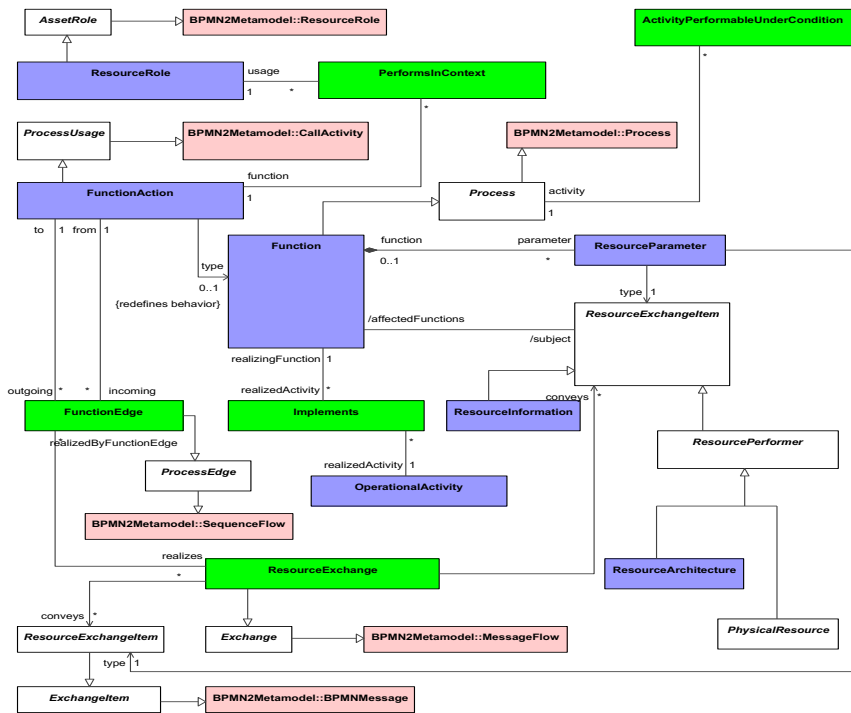 AssetRole
BPMN2Metamodel::ResourceRole
ActivityPerformableUnderCondition
ResourceRole
usage
1
*
PerformsInContext
*
*
ProcessUsage
BPMN2Metamodel::CallActivity
BPMN2Metamodel::Process
function
1
FunctionAction
Process
activity
1
to
1
from
1
type
0..1
{redefines behavior}
Function
function
0..1
parameter
*
ResourceParameter
type
1
/affectedFunctions
/subject
ResourceExchangeItem
realizingFunction
1
realizedActivity
*
outgoing
*
*
incoming
conveys
*
FunctionEdge
Implements
ResourceInformation
*
realizedByFunctionEdge
*
realizedActivity
1
ResourcePerformer
ProcessEdge
OperationalActivity
BPMN2Metamodel::SequenceFlow
realizes
*
ResourceExchange
ResourceArchitecture
conveys
*
ResourceExchangeItem
Exchange
BPMN2Metamodel::MessageFlow
PhysicalResource
type
1
ExchangeItem
BPMN2Metamodel::BPMNMessage